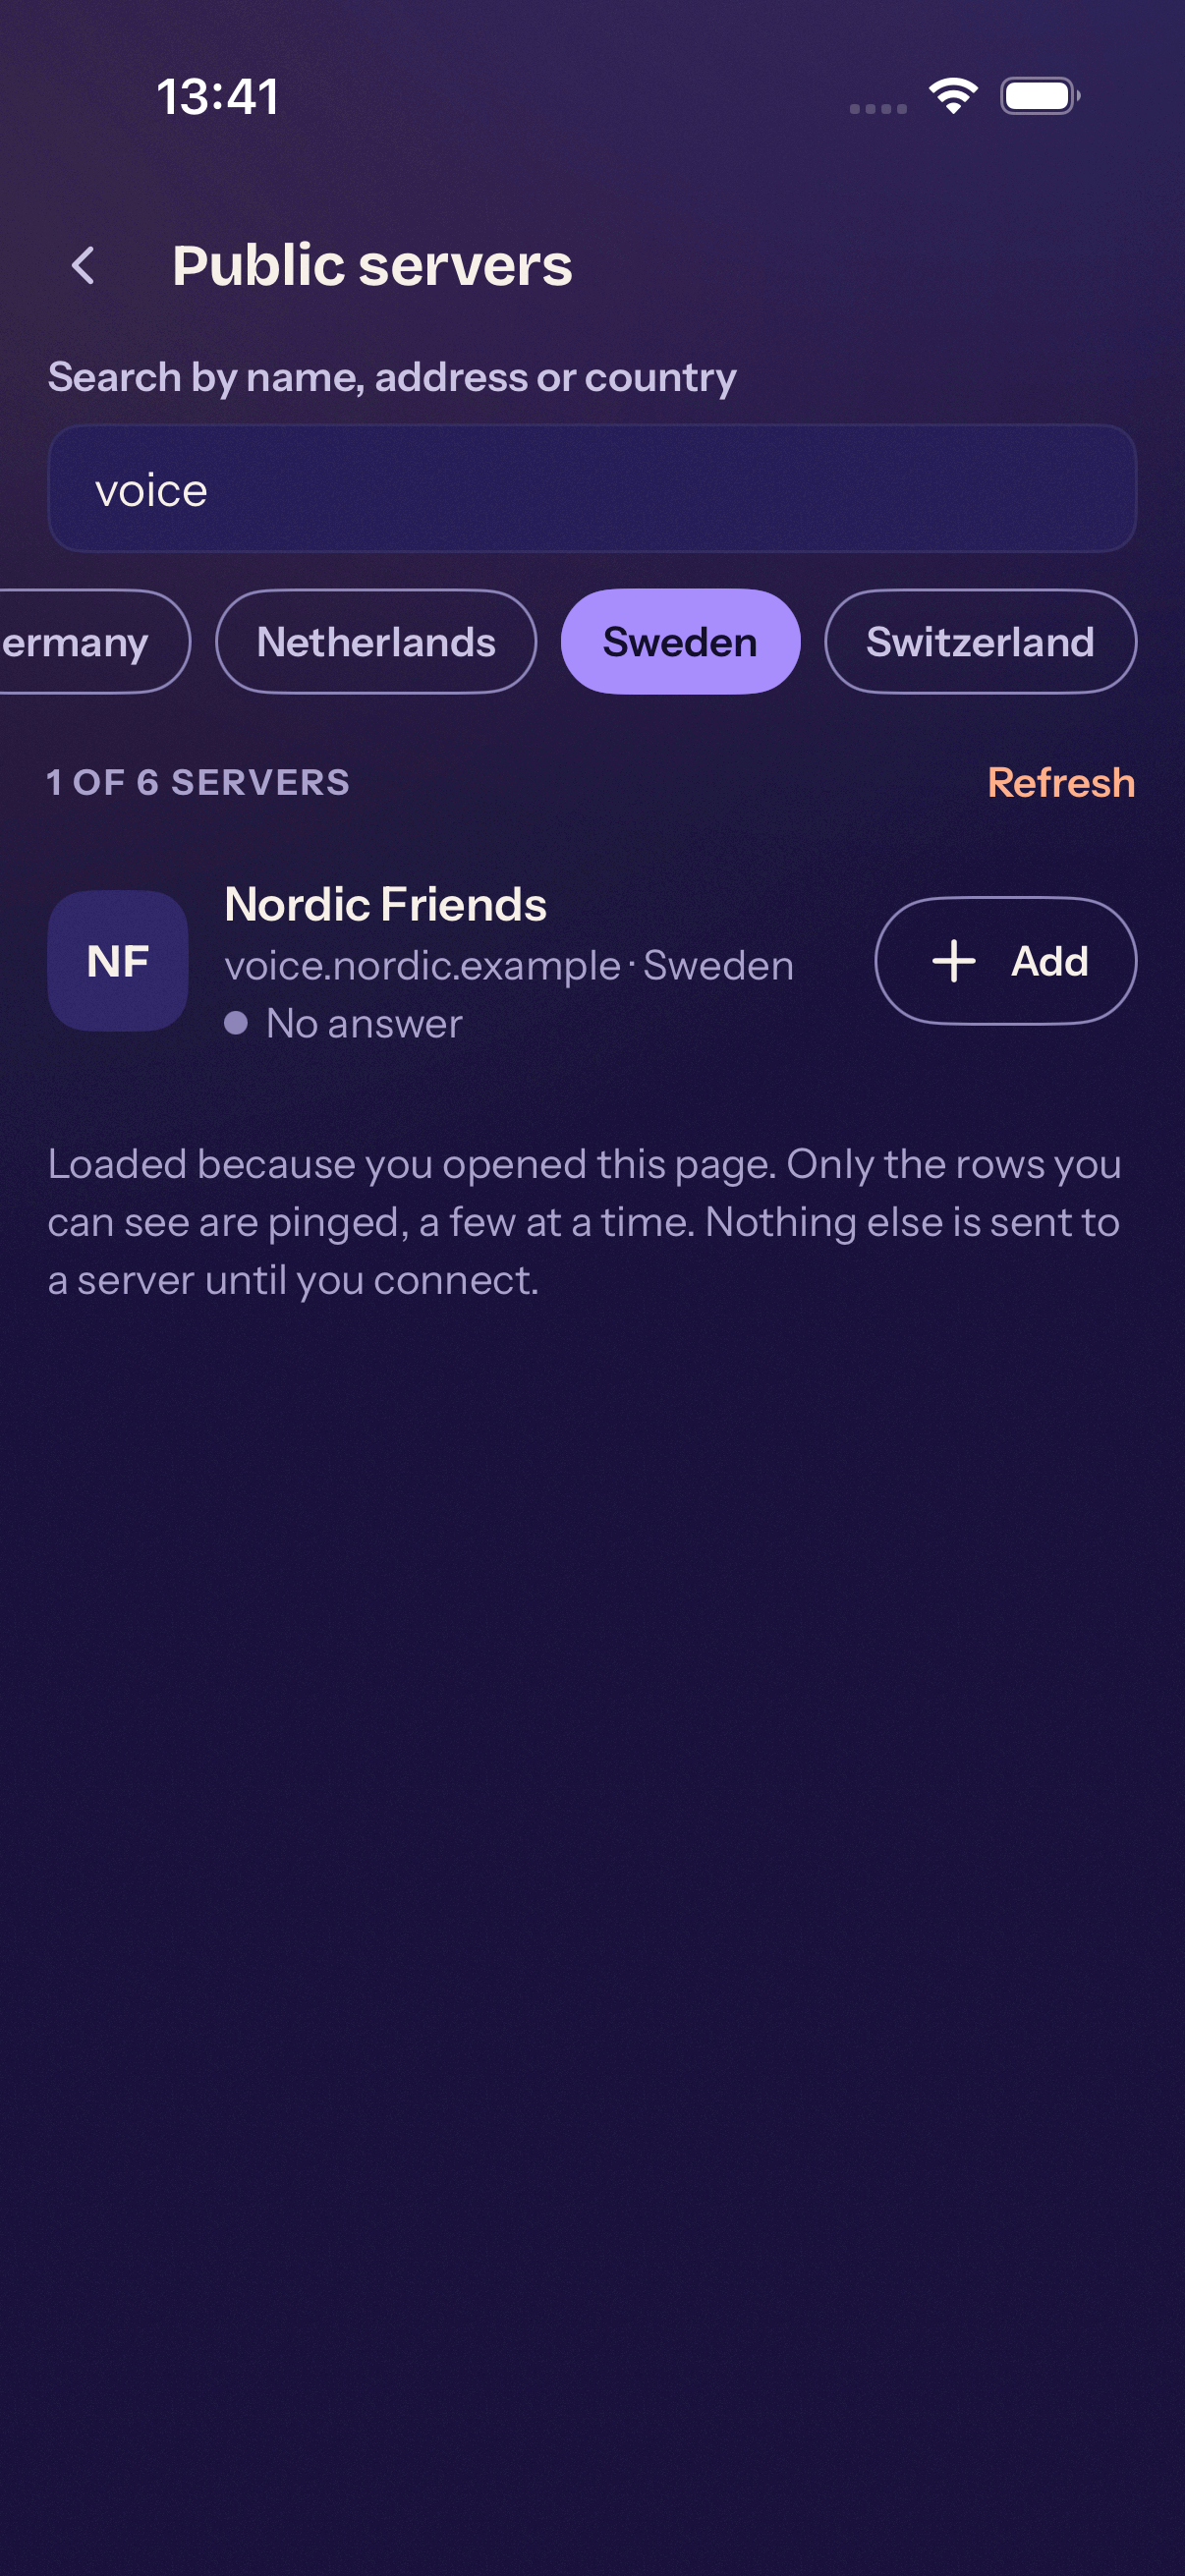 13:41
Public servers
Search by name, address or country
voice
ermany
Netherlands
Sweden
Switzerland
1 OF 6 SERVERS
Refresh
NF
Nordic Friends
voice.nordic.example · Sweden
No answer
Add
Loaded because you opened this page. Only the rows you
can see are pinged, a few at a time. Nothing else is sent to
a server until you connect.